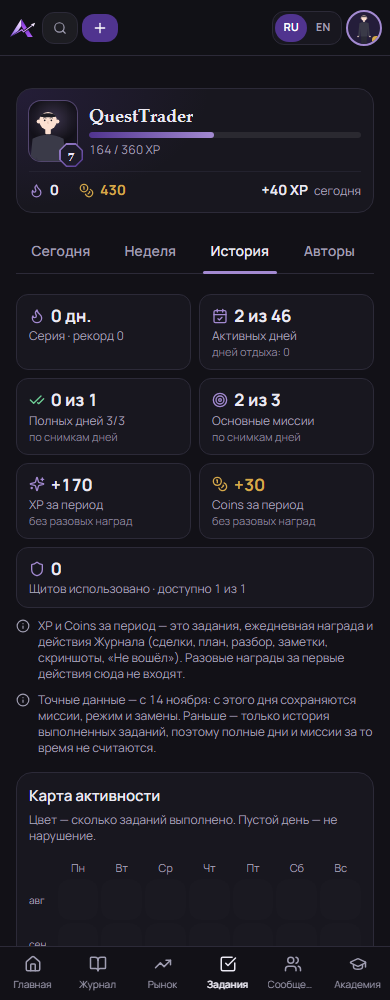 RU EN
QuestTrader
164 / 360 XP
7
0 430 +40 XP сегодня
Сегодня Неделя История Авторы
0 дн.
Серия · рекорд 0
2 из 46
Активных дней
дней отдыха: 0
0 из 1
Полных дней 3/3
по снимкам дней
2 из 3
Основные миссии
по снимкам дней
+170
XP за период
без разовых наград
+30
Coins за период
без разовых наград
0
Щитов использовано · доступно 1 из 1
XP и Coins за период — это задания, ежедневная награда и
действия Журнала (сделки, план, разбор, заметки,
скриншоты, «Не вошёл»). Разовые награды за первые
действия сюда не входят.
Точные данные — с 14 ноября: с этого дня сохраняются
миссии, режим и замены. Раньше — только история
выполненных заданий, поэтому полные дни и миссии за то
время не считаются.
Карта активности
Цвет — сколько заданий выполнено. Пустой день — не
нарушение.
Пн Вт Ср Чт Пт Сб Вс
авг
сен
Главная Журнал Рынок Задания Сообще... Академия